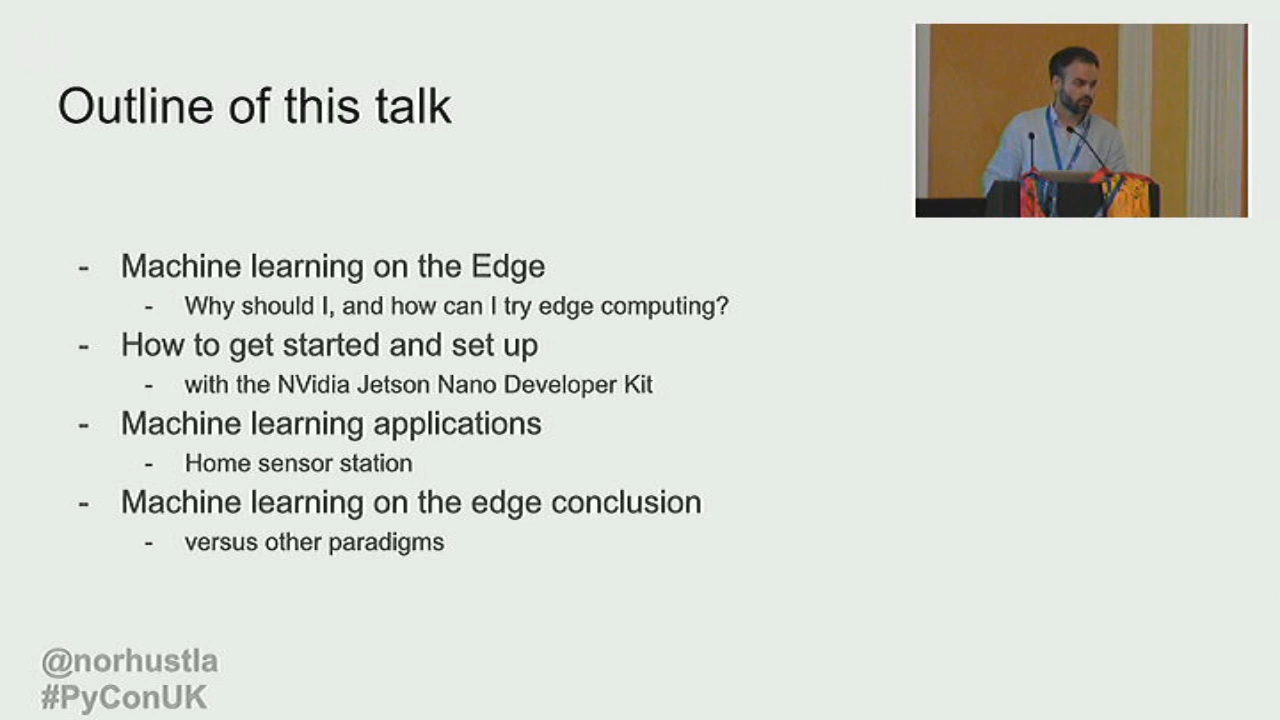 Outline of this talk
- Machine learning on the Edge
- Why should I, and how can I try edge computing?
- How to get started and set up
- with the NVidia Jetson Nano Developer Kit
- Machine learning applications
- Home sensor station
- Machine learning on the edge conclusion
- versus other paradigms
@norhustla
#PyConUK